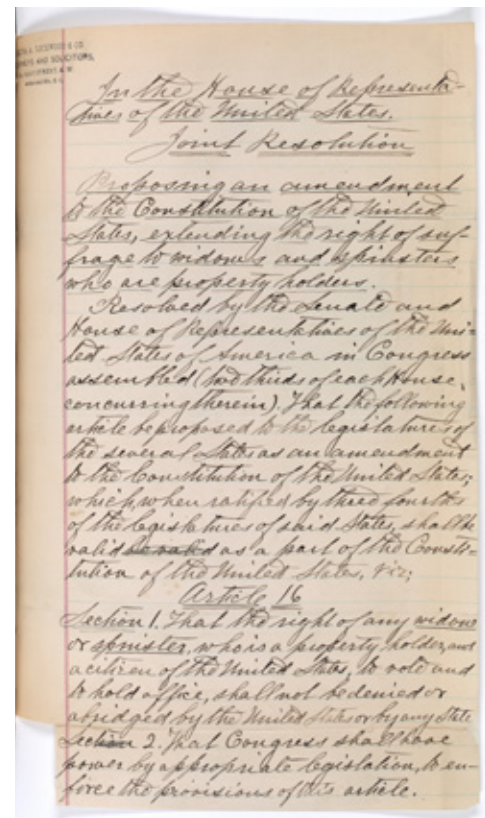 & CO.
AND SOLICITORS,
In the House of Representa-
tives of the United States.
Joint Resolution
Proposing an amendment
to the Constitution of the United
States, extending the right of suf-
frage to widows and spinsters
who are property holders.
Resolved by the Senate and
House of Representatives of the Uni-
ted States of America in Congress
assembled (two thirds of each House,
concurring therein). That the following
article be proposed to the legislatures of
the several States as an amendment
to the Constitution of the United States;
which, when ratified by three fourths
of the legislatures of said States, shall be
valid as a part of the Consti-
tution of the United States, viz;
Article 16
Section 1. That the right of any widow
or spinster, who is a property holder, and
a citizen of the United States, to vote and
to hold office, shall not be denied or
abridged by the United States or by any State
Section 2. That Congress shall have
power by appropriate legislation, to en-
force the provisions of this article.